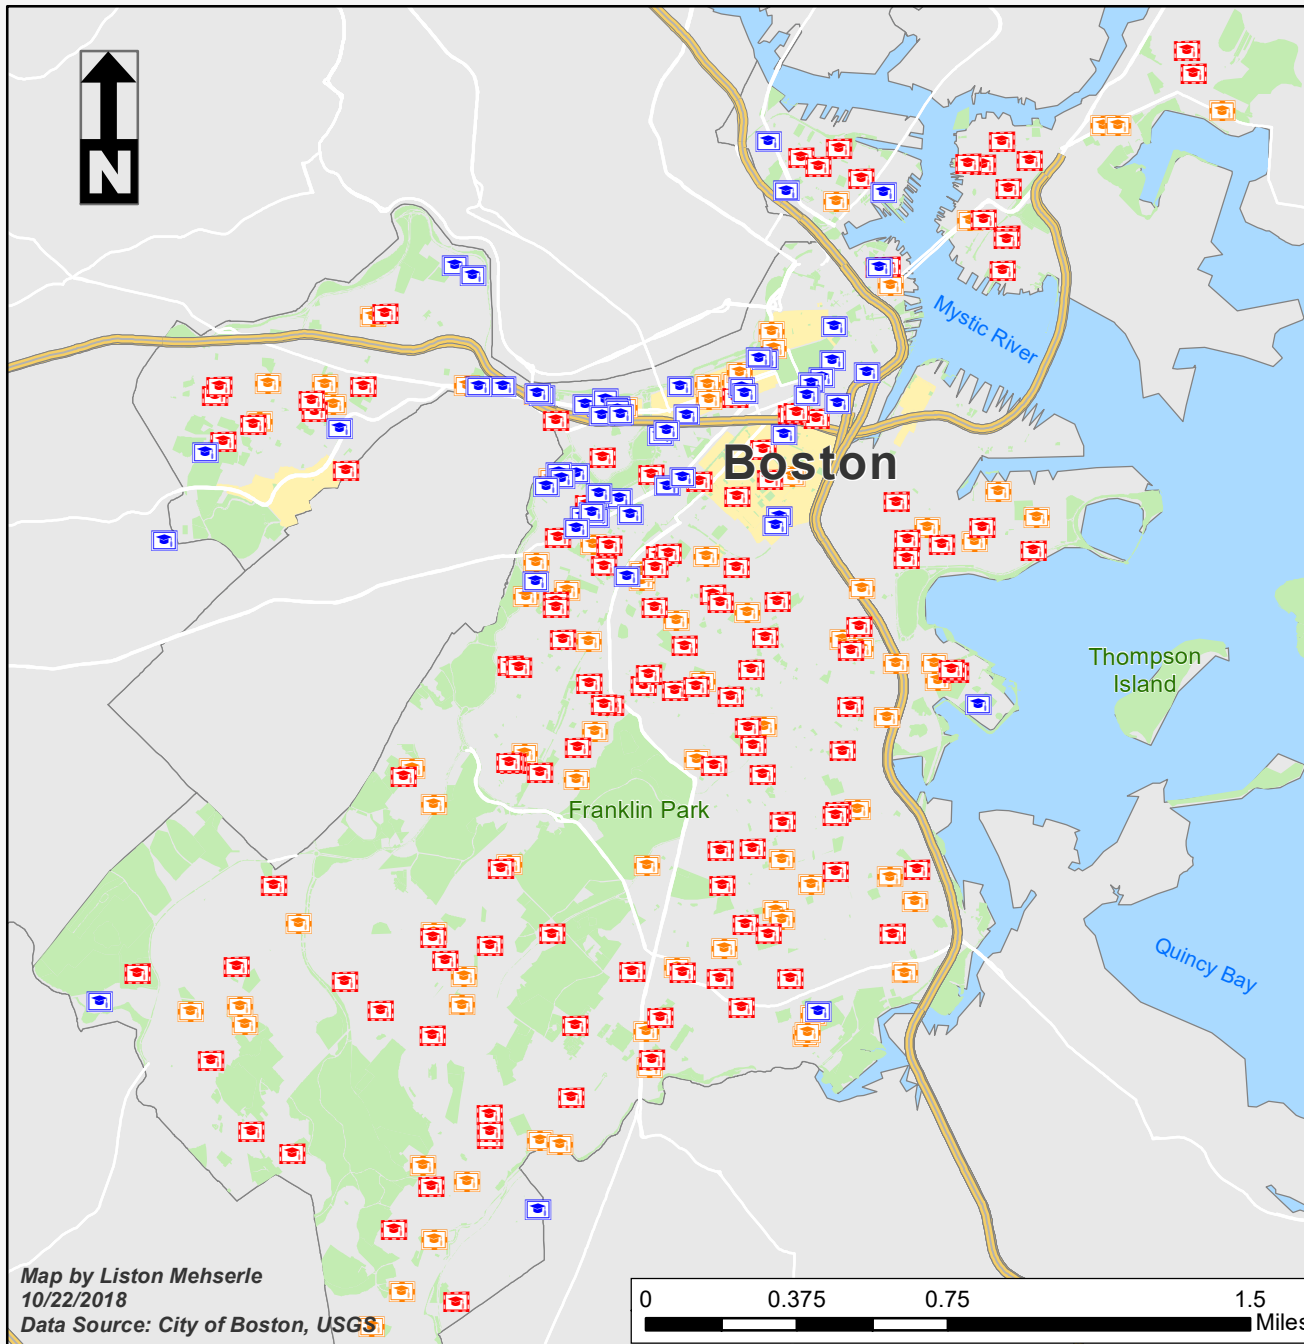 N
Mystic River
Boston
Thompson
Island
Franklin Park
Quincy Bay
Map by Liston Mehserle
10/22/2018
Data Source: City of Boston, USGS
0 0.375 0.75 1.5
Miles